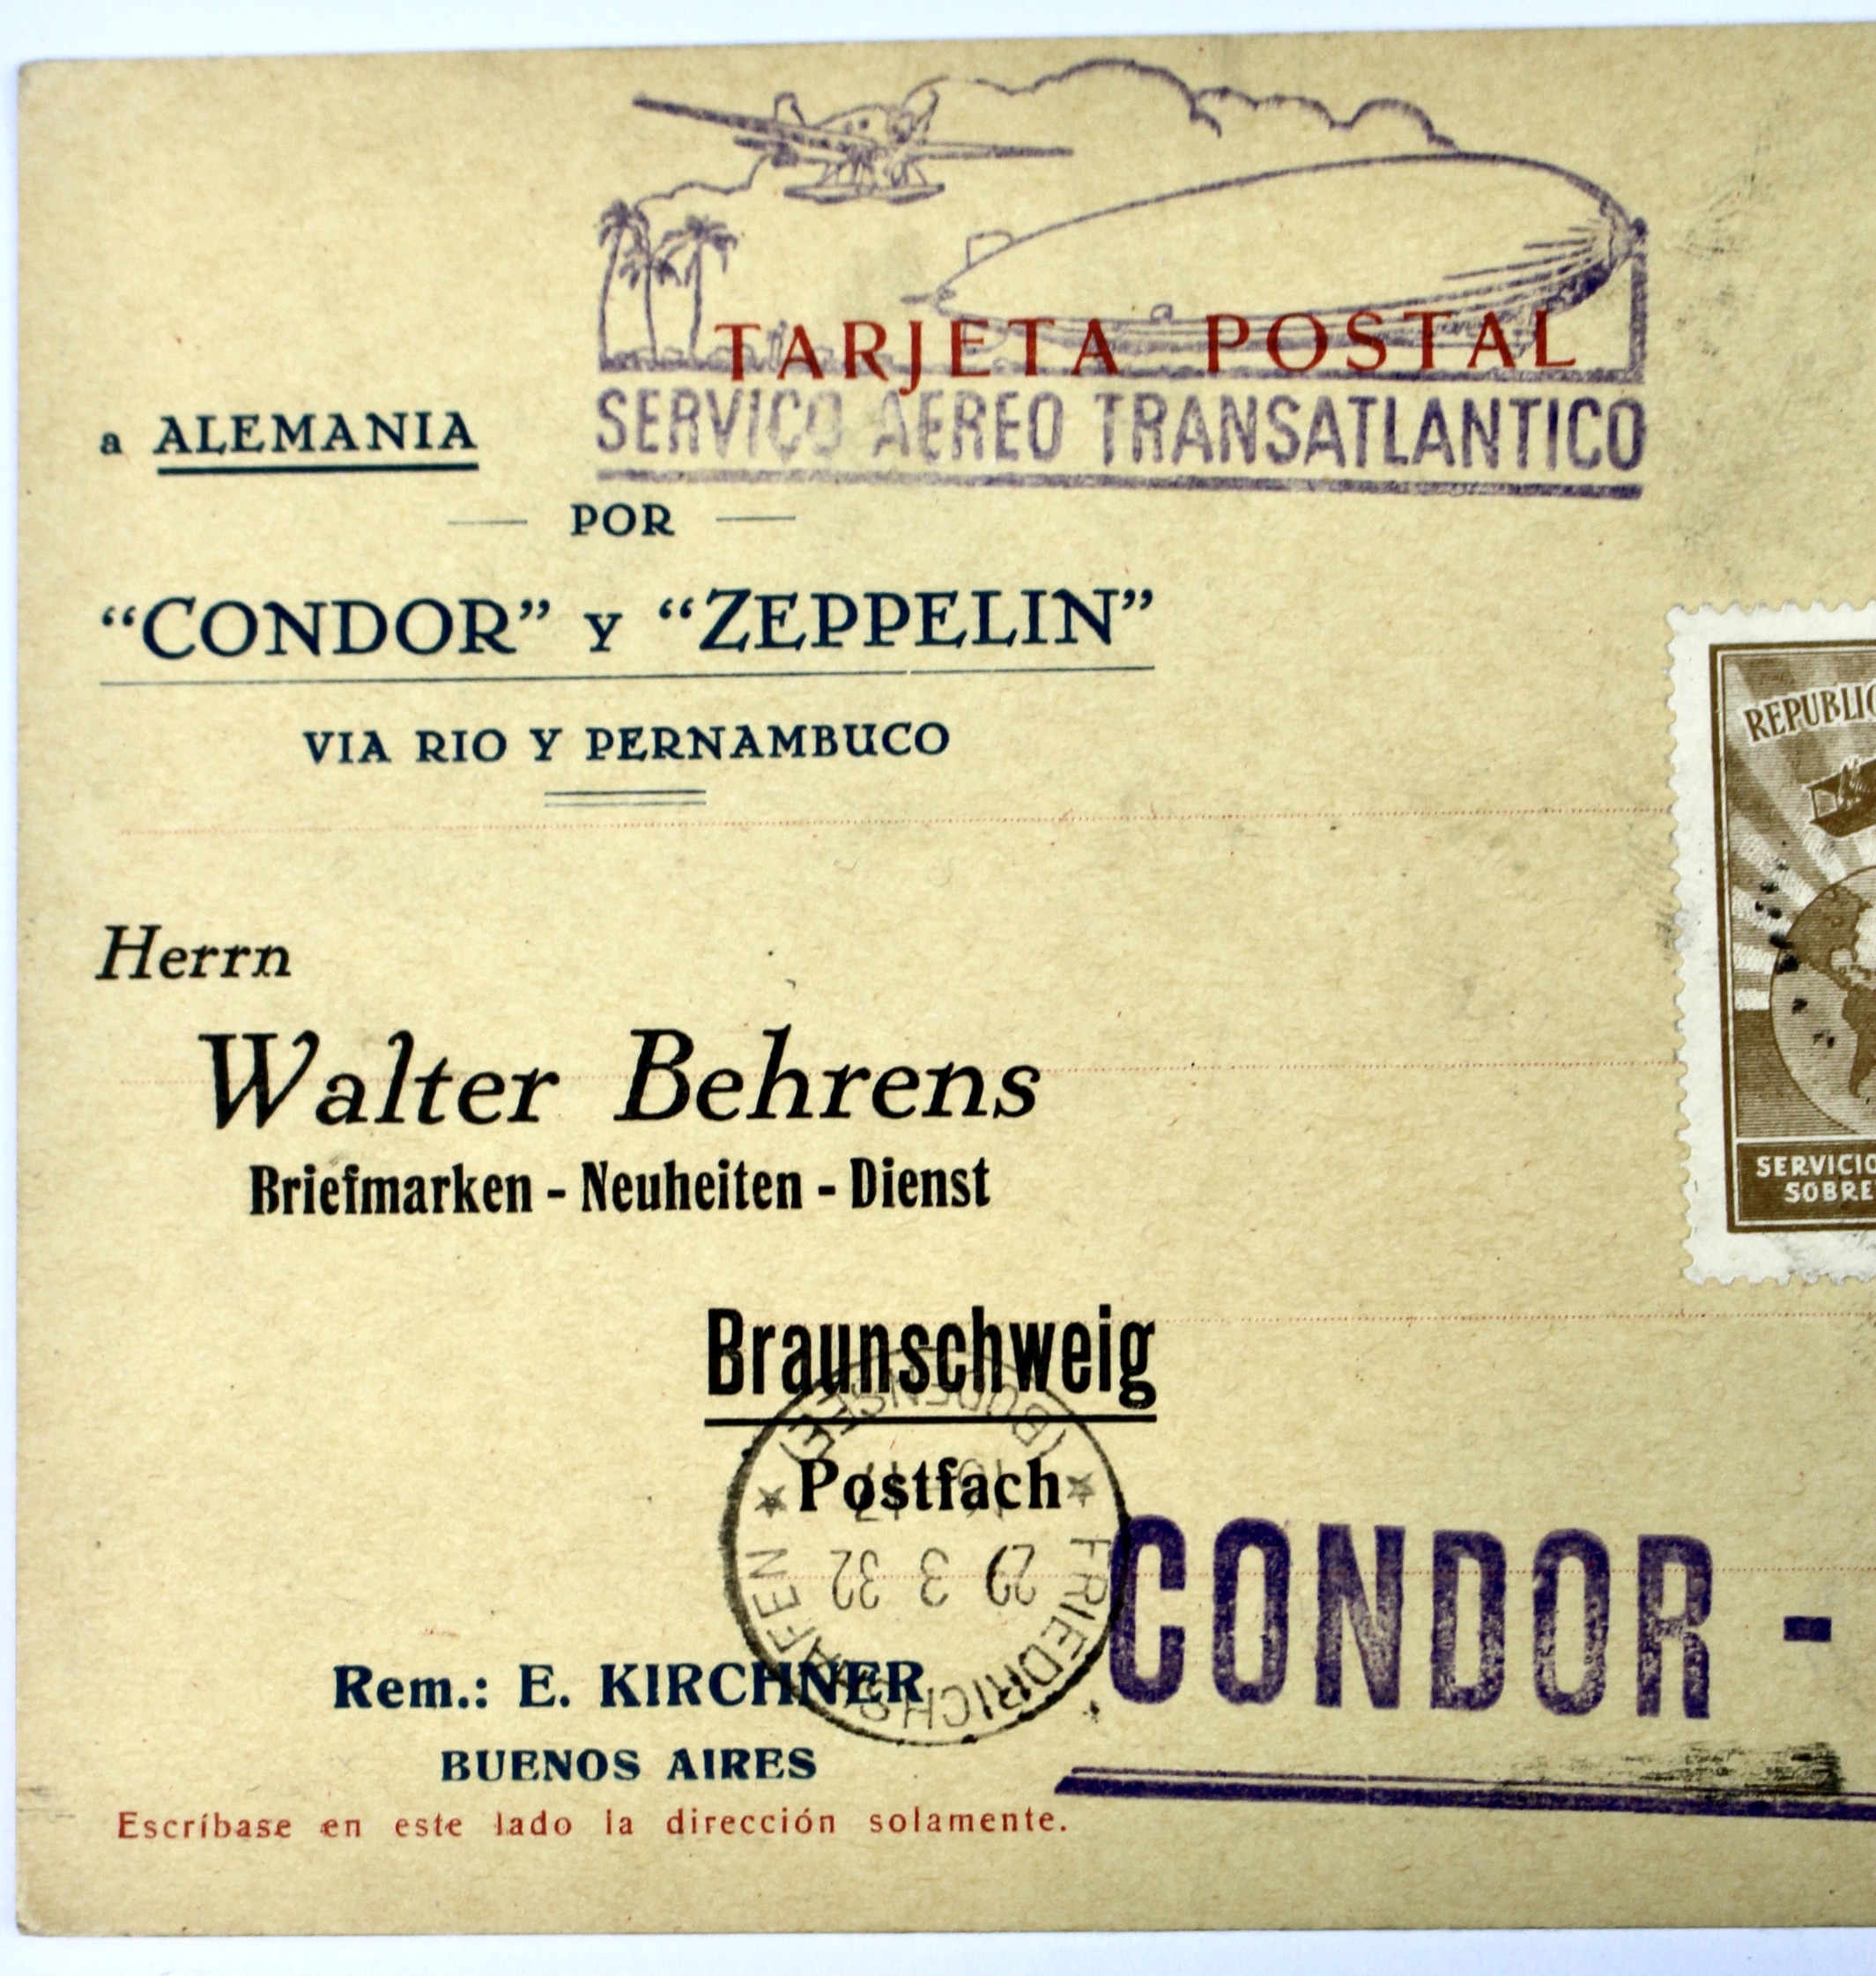 TARJETA POSTAL
SERVICO AEREO TRANSATLANTICO
a ALEMANIA
POR
"CONDOR" Y "ZEPPELIN"
VIA RIO Y PERNAMBUCO
REPUBLIC
SERVICIO
SOBRE
Herrn
Walter Behrens
Briefmarken - Neuheiten - Dienst
Braunschweig
Postfach
FRIEDRICHSHAFEN
(BODENSEE)
29 3 32
CONDOR -
Rem.: E. KIRCHNER
BUENOS AIRES
Escríbase en este lado la dirección solamente.